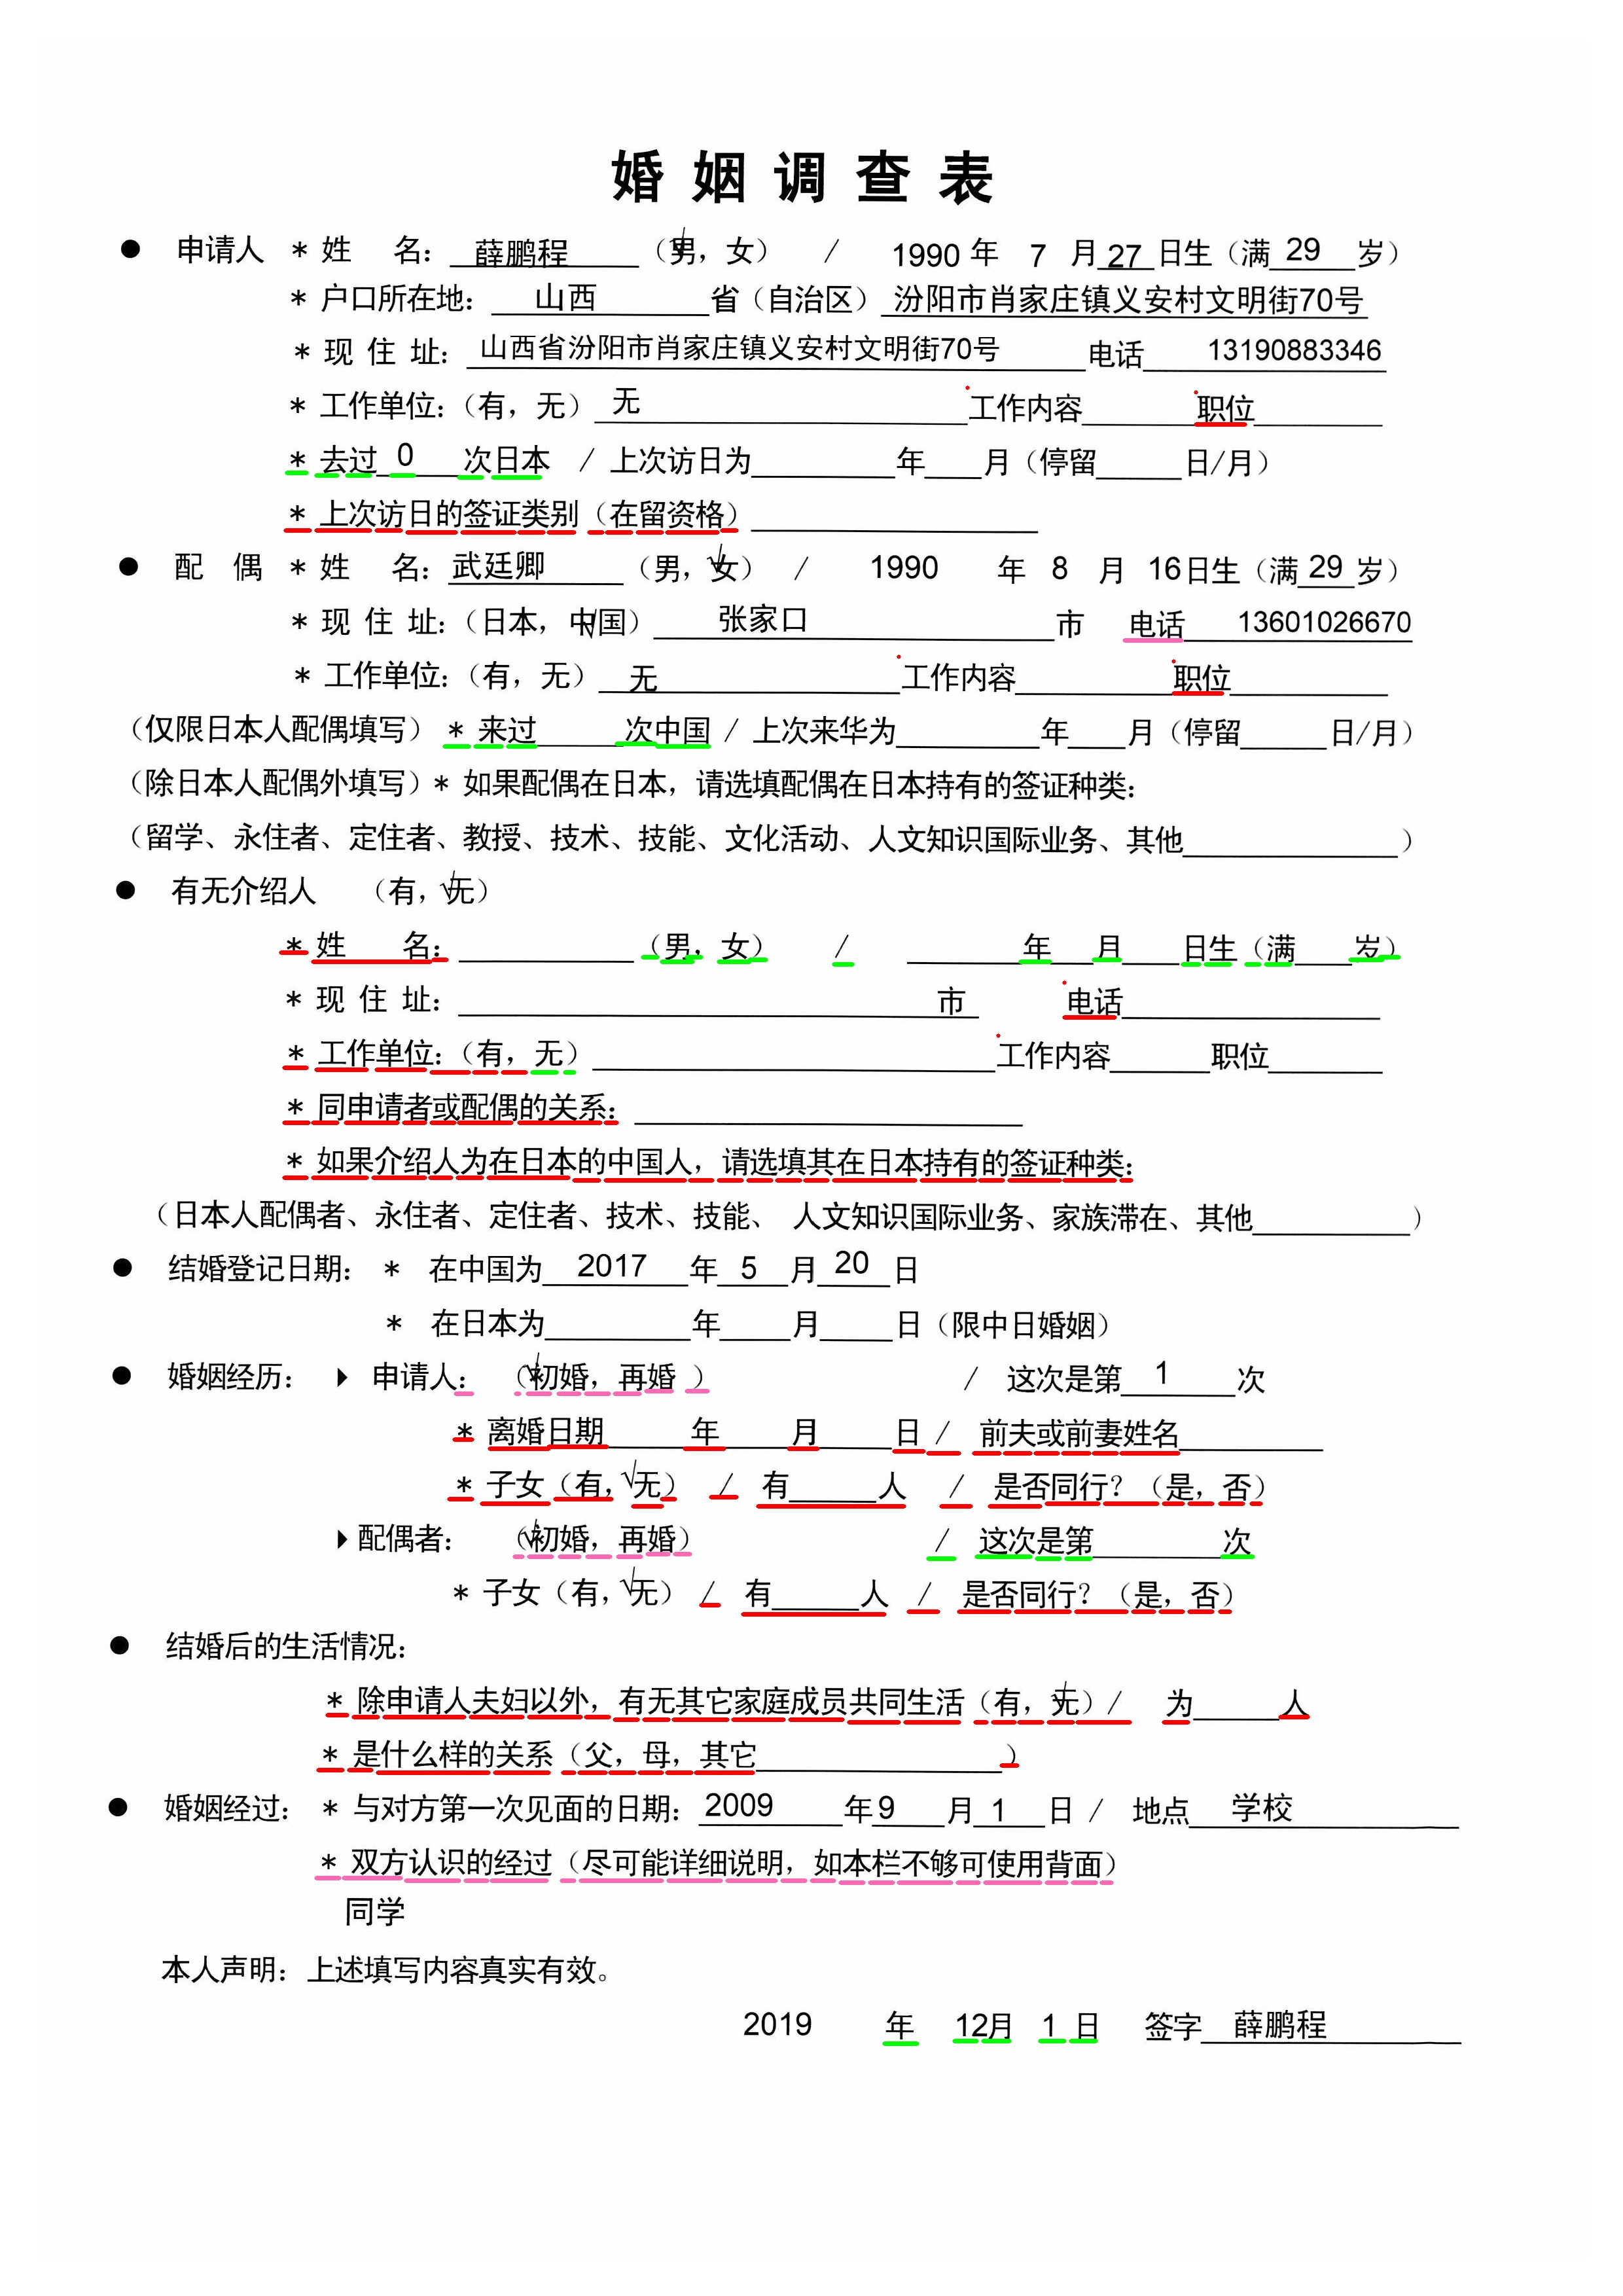 婚姻调查表
● 申请人 * 姓 名：薛鹏程（√男，女） / 1990 年 7 月 27 日生（满 29 岁）
* 户口所在地：山西 省（自治区）汾阳市肖家庄镇义安村文明街70号
* 现 住 址：山西省汾阳市肖家庄镇义安村文明街70号 电话 13190883346
* 工作单位：（有，无）无 工作内容 职位
* 去过 0 次日本 / 上次访日为 年 月（停留 日/月）
* 上次访日的签证类别（在留资格）
● 配 偶 * 姓 名：武廷卿（男，√女） / 1990 年 8 月 16日生（满 29 岁）
* 现 住 址：（日本，中√国） 张家口 市 电话 13601026670
* 工作单位：（有，无） 无 工作内容 职位
（仅限日本人配偶填写） * 来过 次中国 / 上次来华为 年 月（停留 日/月）
（除日本人配偶外填写）* 如果配偶在日本，请选填配偶在日本持有的签证种类：
（留学、永住者、定住者、教授、技术、技能、文化活动、人文知识国际业务、其他 ）
● 有无介绍人 （有，√无）
* 姓 名： （男，女） / 年 月 日生（满 岁）
* 现 住 址： 市 电话
* 工作单位：（有，无） 工作内容 职位
* 同申请者或配偶的关系：
* 如果介绍人为在日本的中国人，请选填其在日本持有的签证种类：
（日本人配偶者、永住者、定住者、技术、技能、 人文知识国际业务、家族滞在、其他 ）
● 结婚登记日期： * 在中国为 2017 年 5 月 20 日
* 在日本为 年 月 日（限中日婚姻）
● 婚姻经历： ▶ 申请人： （√初婚，再婚 ） / 这次是第 1 次
* 离婚日期 年 月 日 / 前夫或前妻姓名
* 子女（有，√无） / 有 人 / 是否同行？（是，否）
▶配偶者： （√初婚，再婚） / 这次是第 次
* 子女（有，√无） / 有 人 / 是否同行？（是，否）
● 结婚后的生活情况：
* 除申请人夫妇以外，有无其它家庭成员共同生活（有，√无）/ 为 人
* 是什么样的关系（父，母，其它 ）
● 婚姻经过： * 与对方第一次见面的日期：2009 年 9 月 1 日 / 地点 学校
* 双方认识的经过（尽可能详细说明，如本栏不够可使用背面）
同学
本人声明：上述填写内容真实有效。
2019 年 12月 1 日 签字 薛鹏程